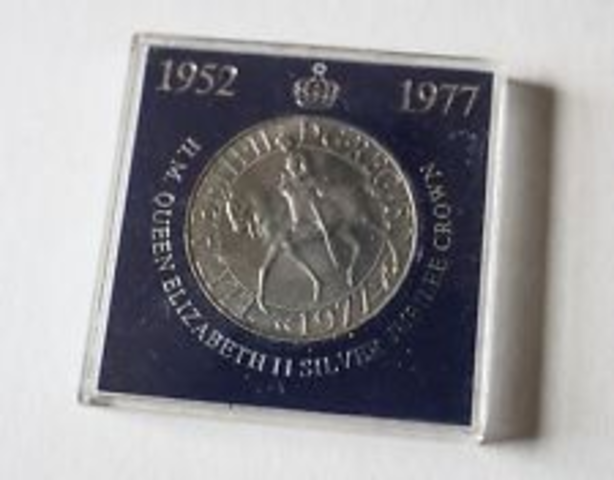 1952 1977
H.M. QUEEN ELIZABETH II SILVER JUBILEE CROWN
1977